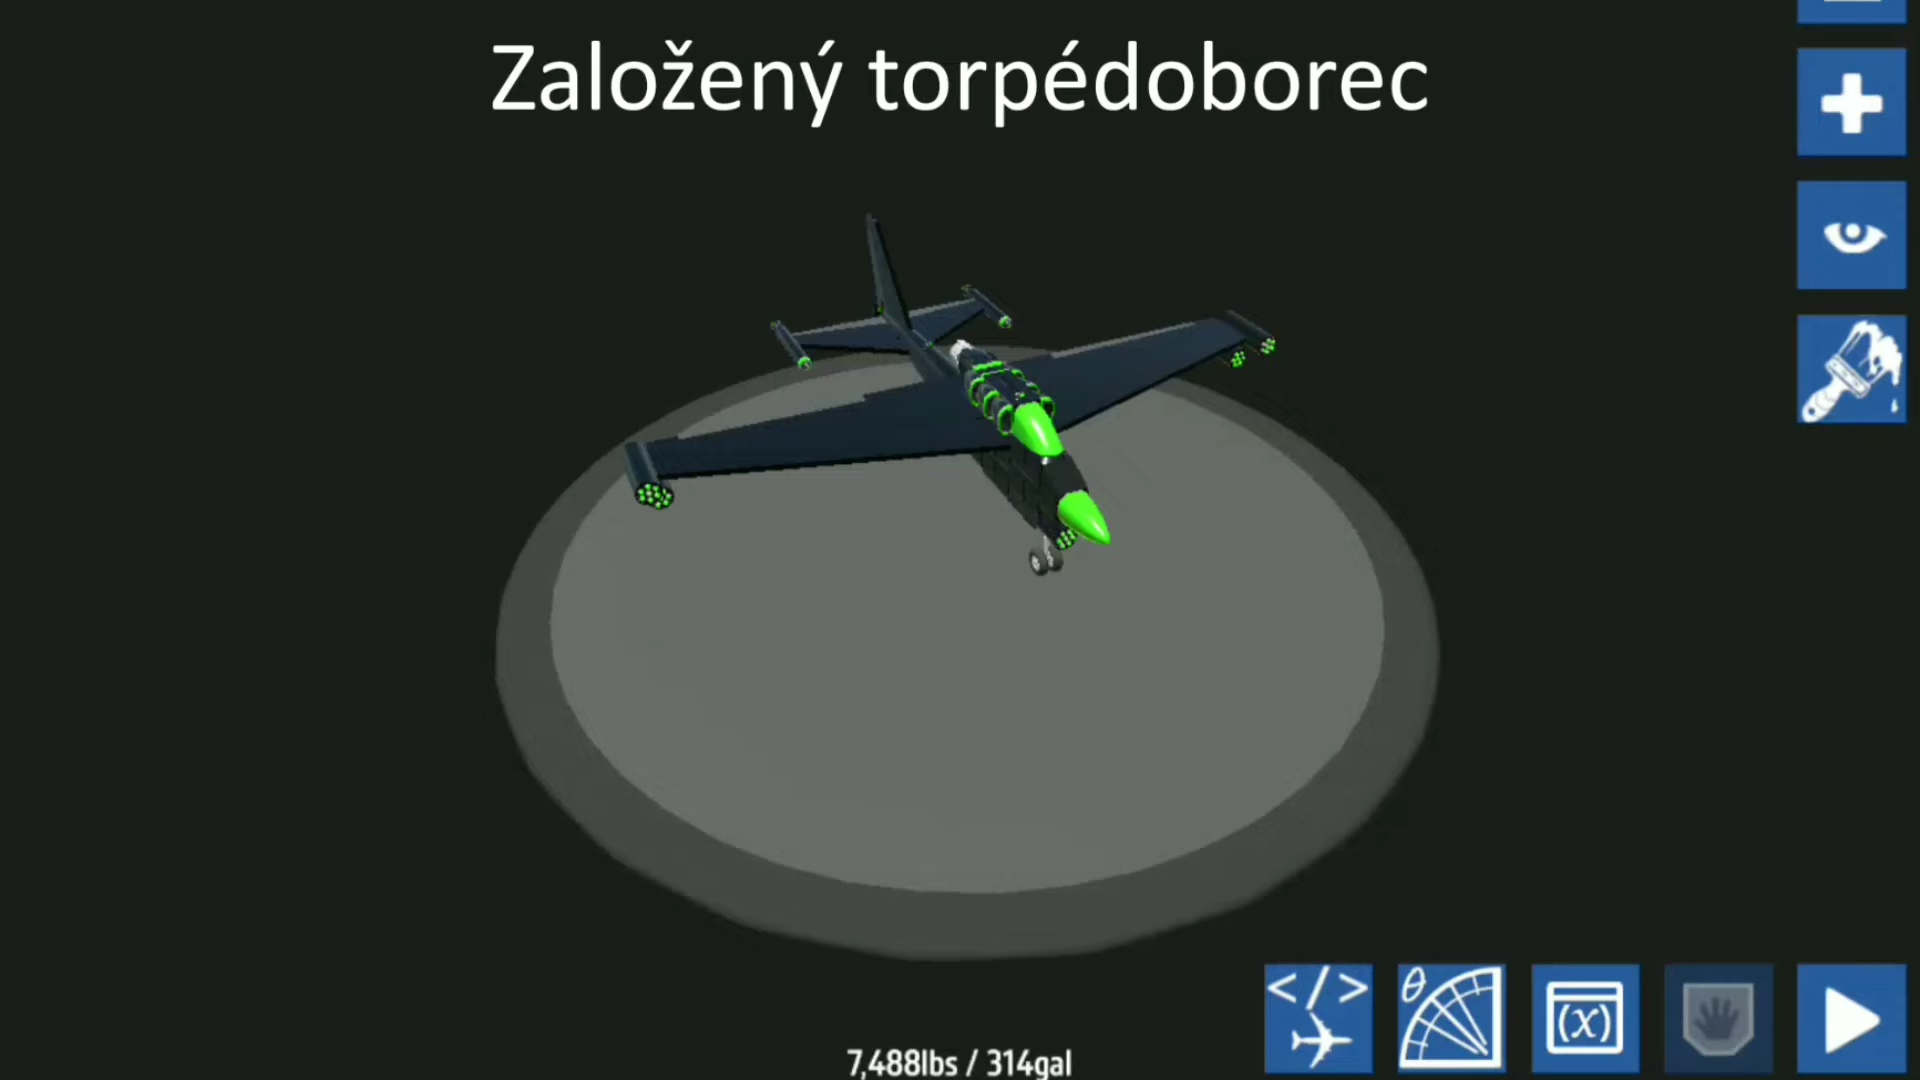 Založený torpédoborec
</>
θ
(x)
7,488lbs / 314gal